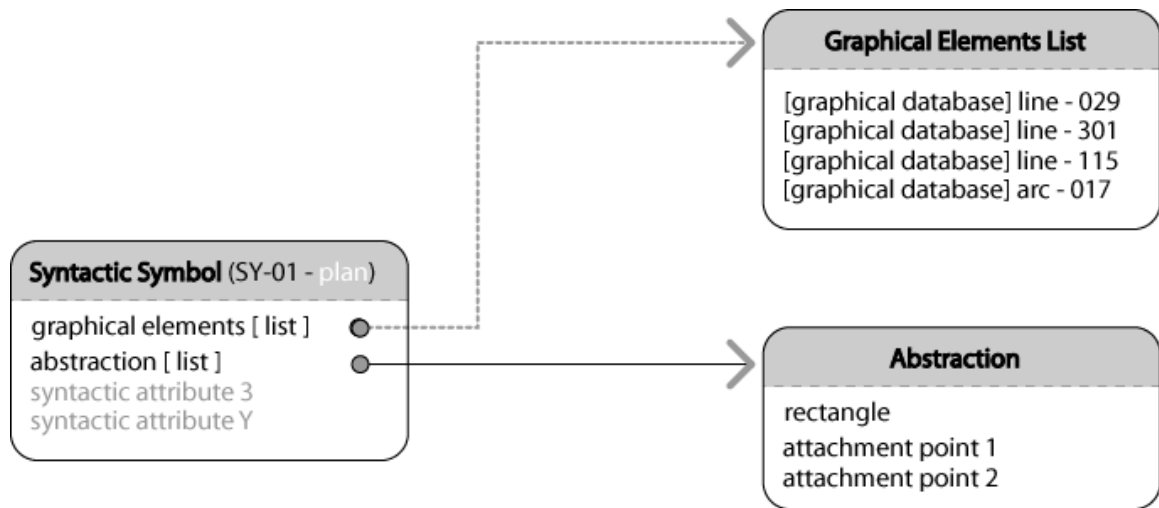 Graphical Elements List
[graphical database] line - 029
[graphical database] line - 301
[graphical database] line - 115
[graphical database] arc - 017
Syntactic Symbol (SY-01 - plan)
graphical elements [ list ]
abstraction [ list ]
syntactic attribute 3
syntactic attribute Y
Abstraction
rectangle
attachment point 1
attachment point 2